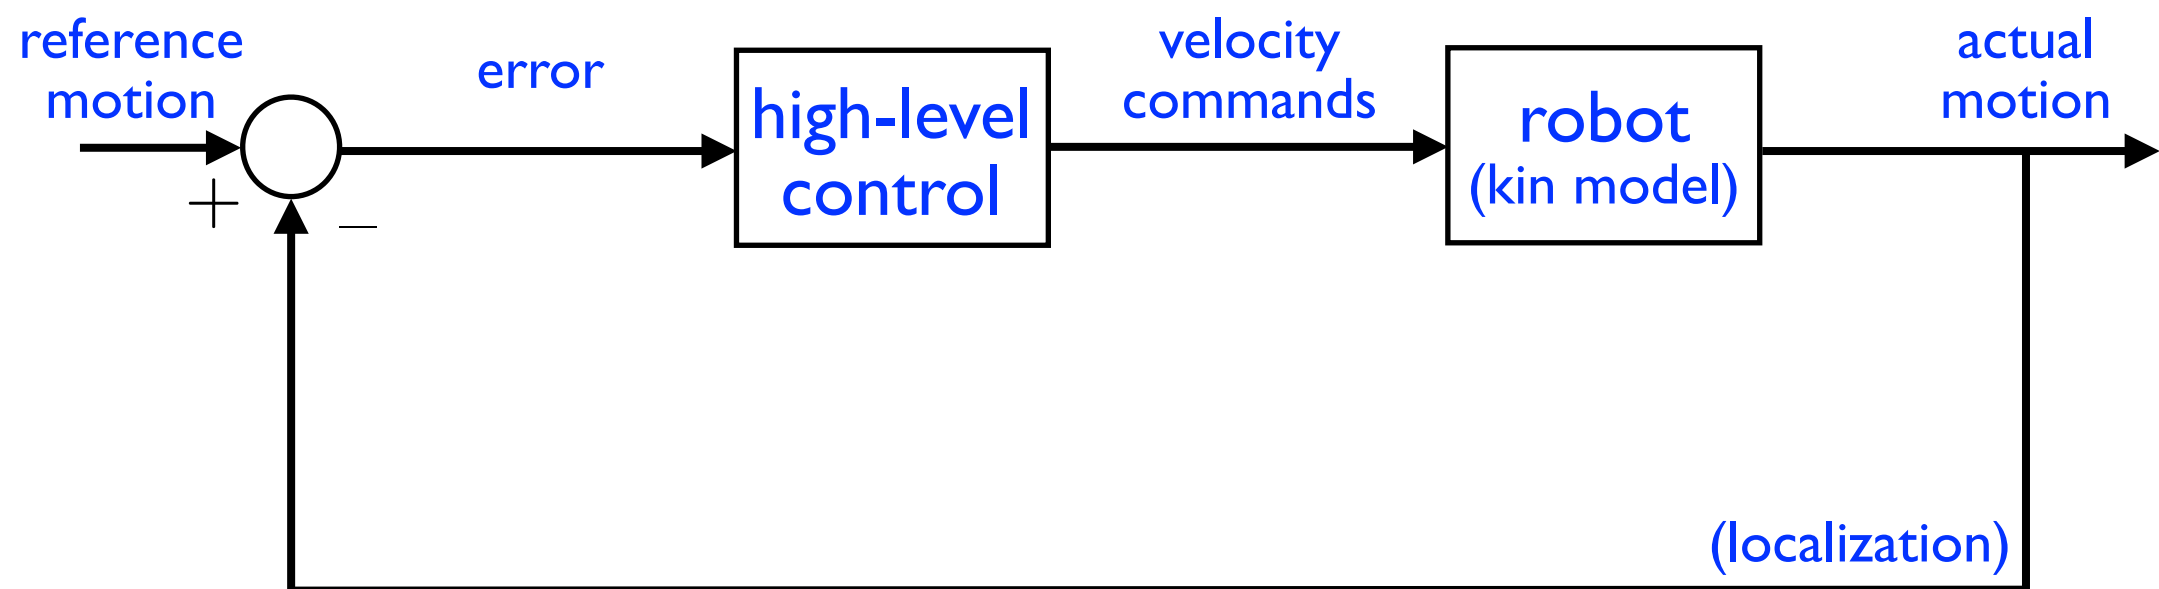 reference
motion
error
high-level
control
velocity
commands
robot
(kin model)
actual
motion
+
–
(localization)